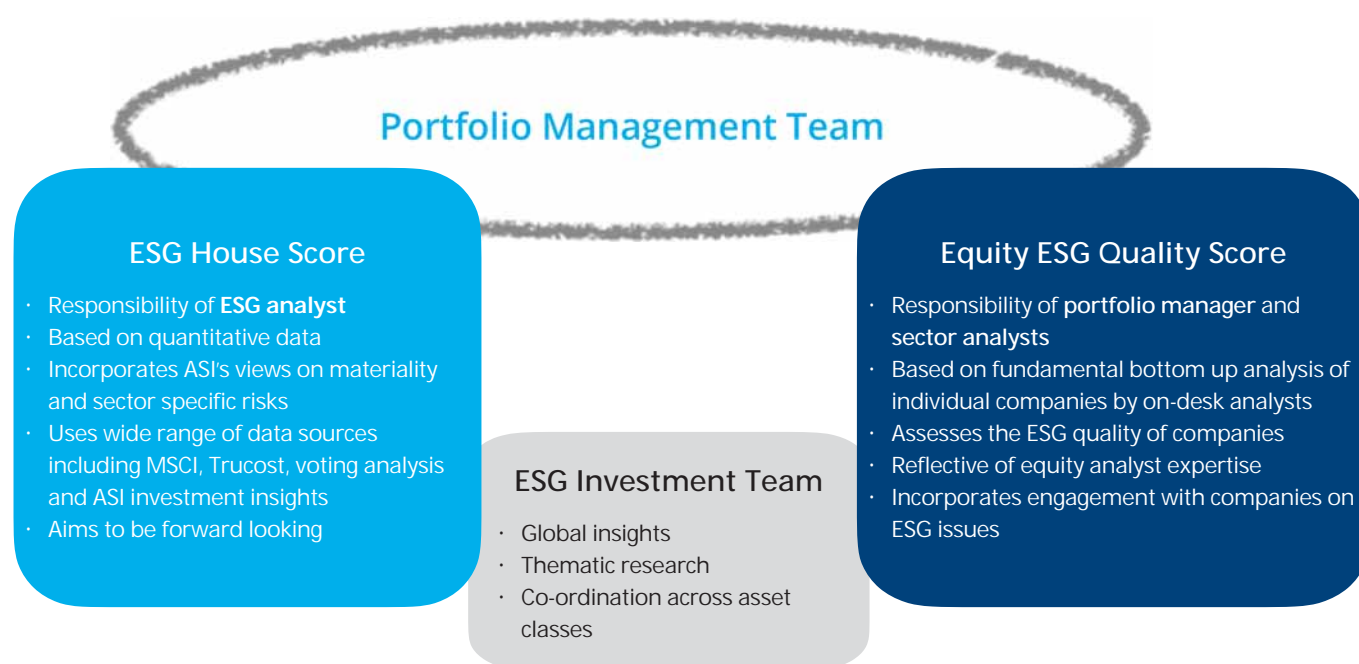 Portfolio Management Team
ESG House Score
· Responsibility of ESG analyst
· Based on quantitative data
· Incorporates ASI's views on materiality
and sector specific risks
· Uses wide range of data sources
including MSCI, Trucost, voting analysis
and ASI investment insights
· Aims to be forward looking
ESG Investment Team
· Global insights
· Thematic research
· Co-ordination across asset
classes
Equity ESG Quality Score
· Responsibility of portfolio manager and
sector analysts
· Based on fundamental bottom up analysis of
individual companies by on-desk analysts
· Assesses the ESG quality of companies
· Reflective of equity analyst expertise
· Incorporates engagement with companies on
ESG issues